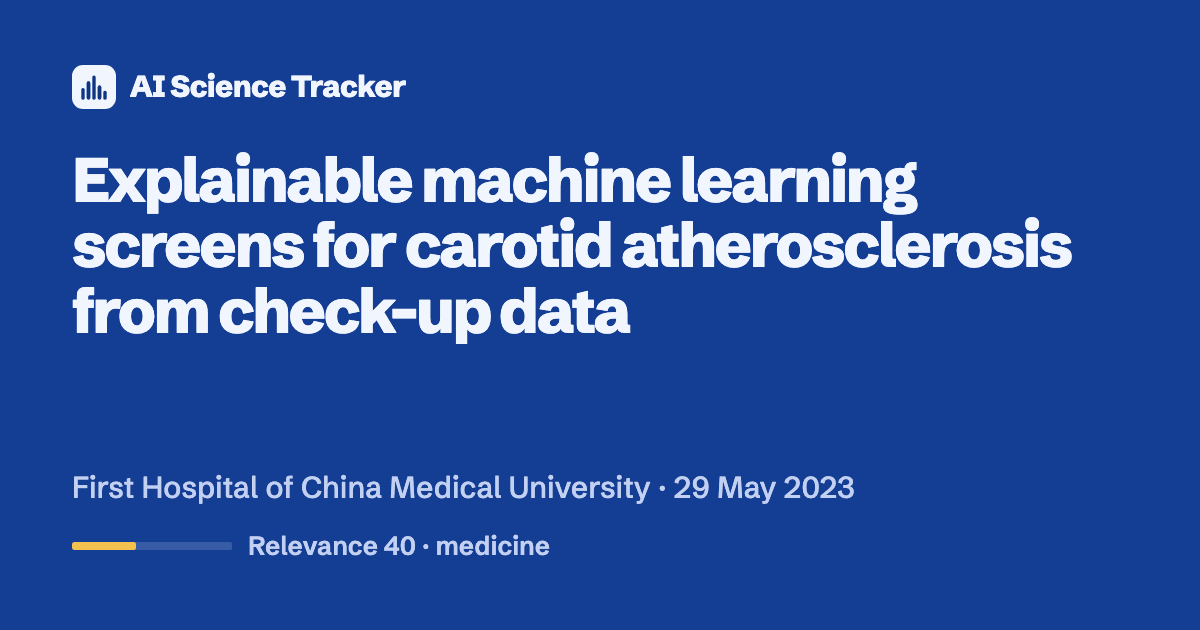 AI Science Tracker
Explainable machine learning
screens for carotid atherosclerosis
from check-up data
First Hospital of China Medical University · 29 May 2023
Relevance 40 · medicine